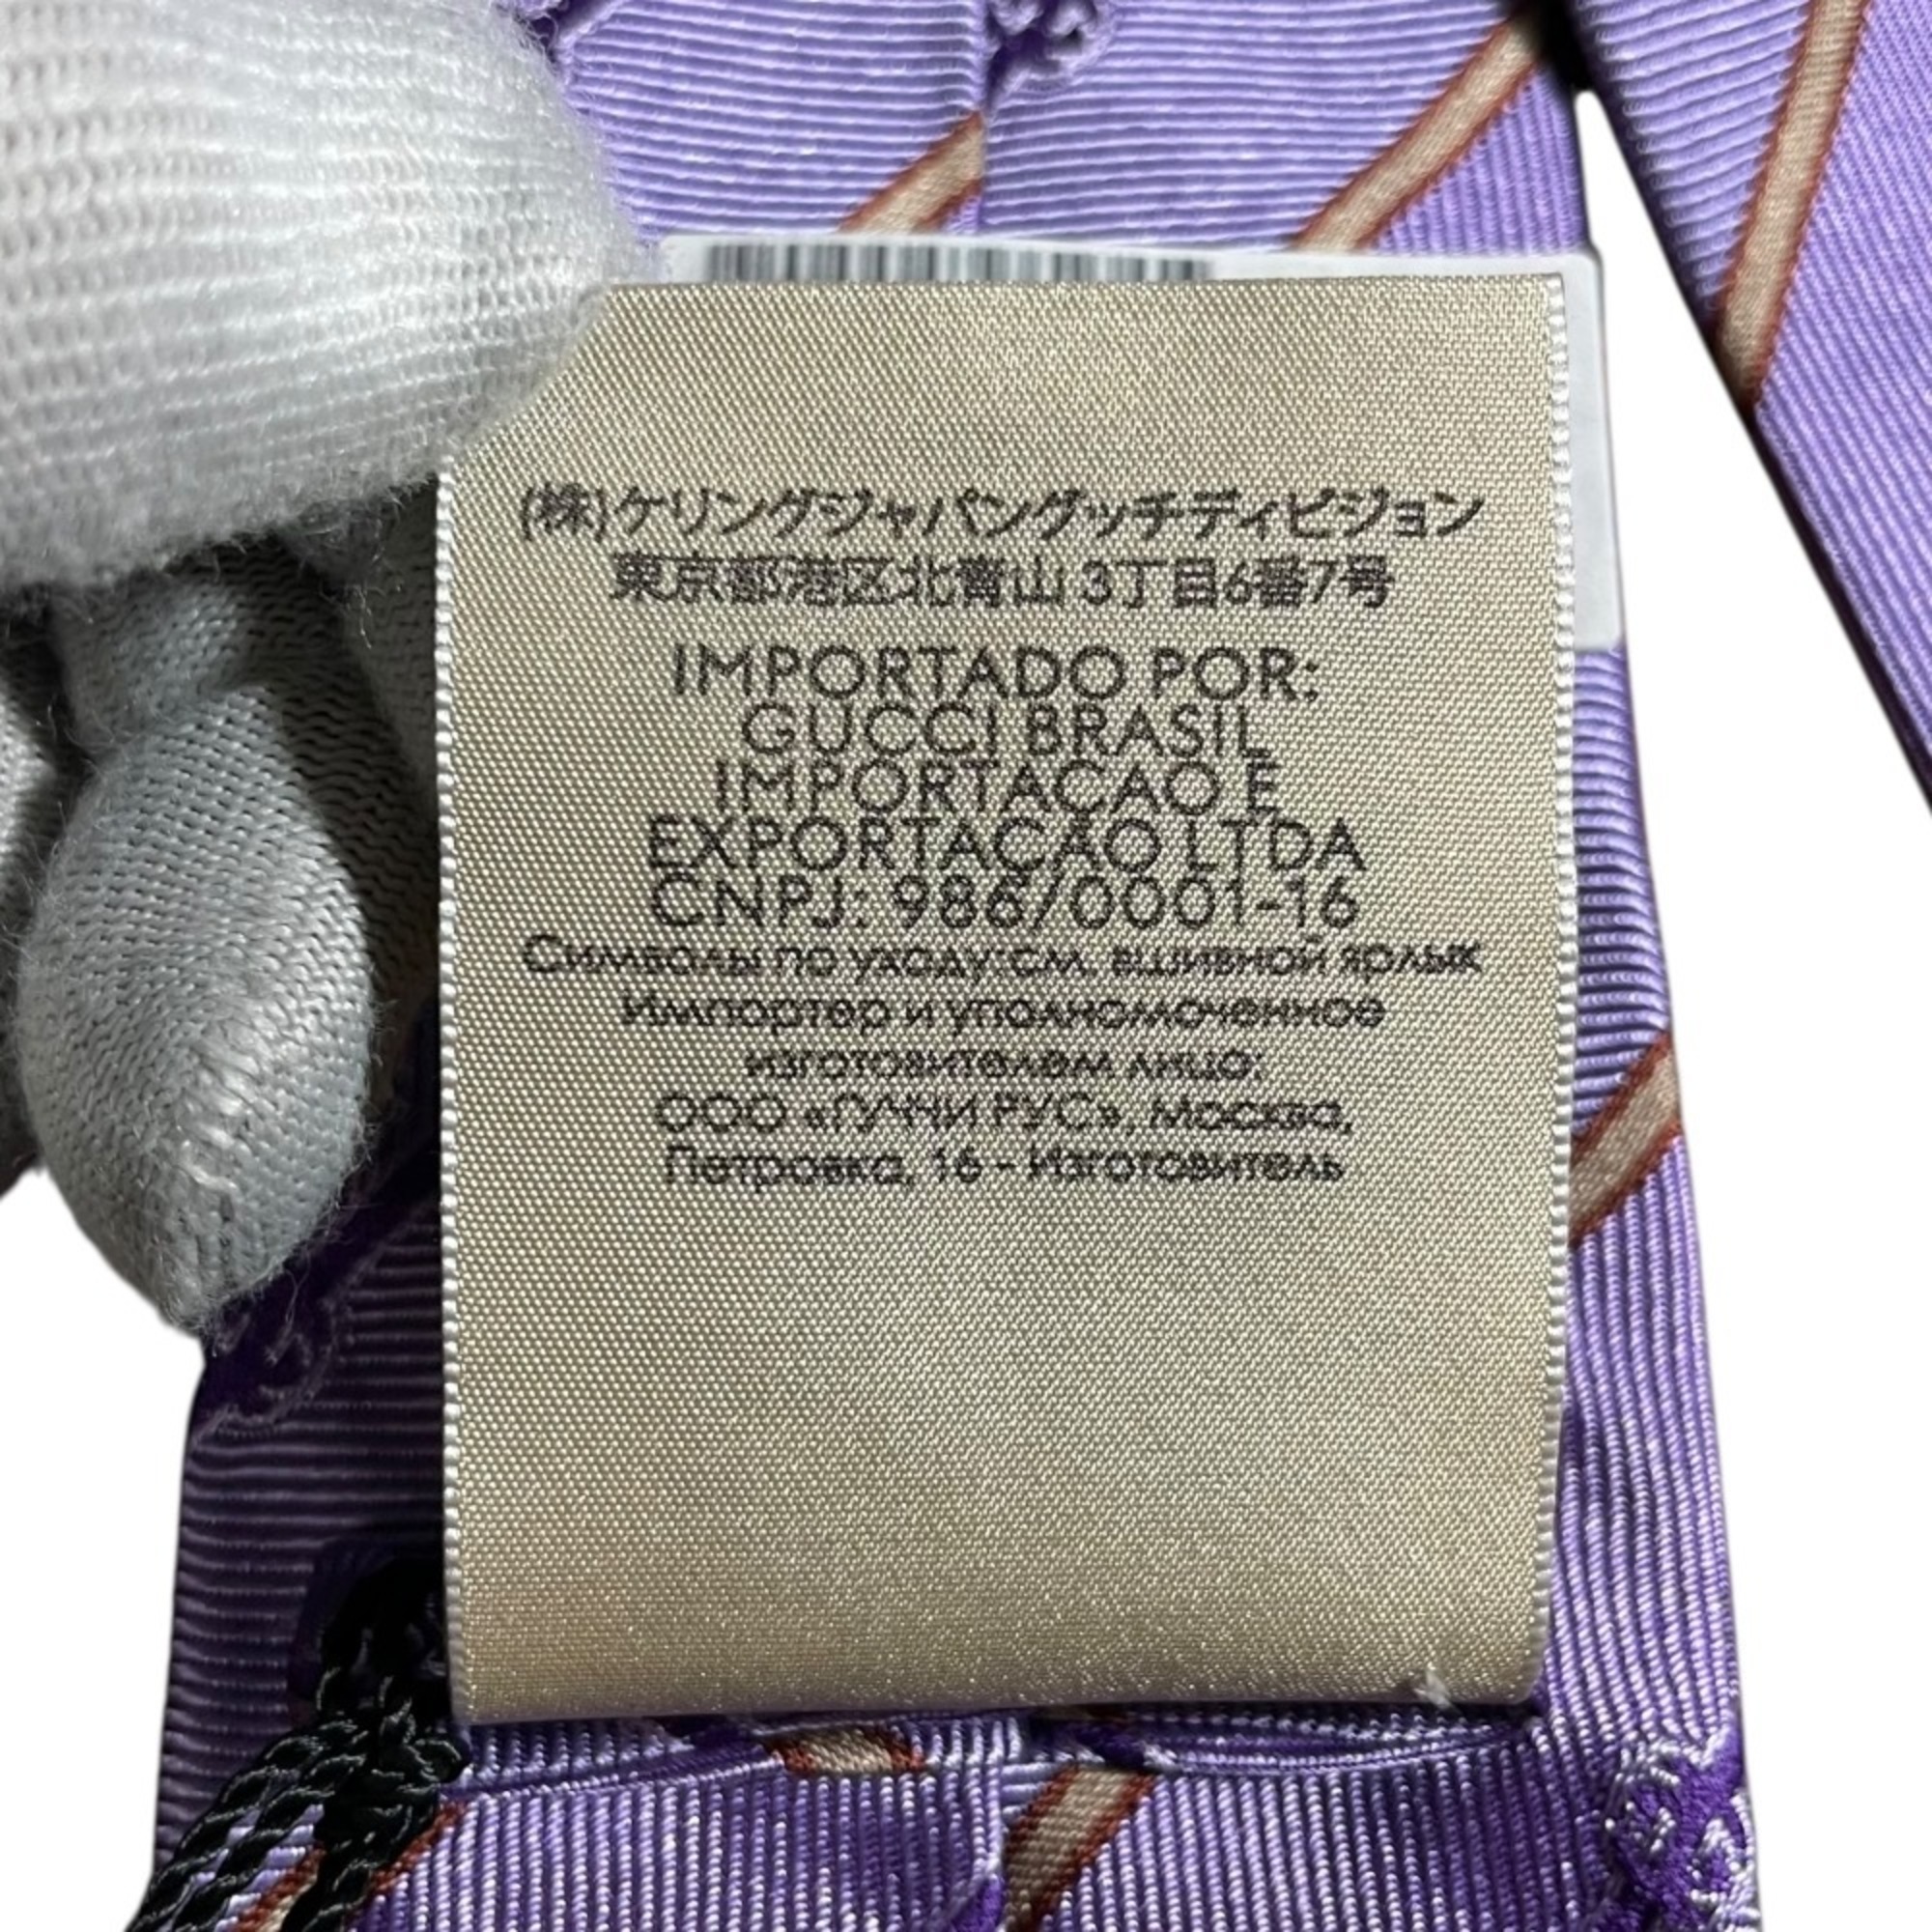 (株)ケリングジャパングッチディビジョン
東京都港区北青山3丁目6番7号
IMPORTADO POR:
GUCCI BRASIL
IMPORTAÇAO E
EXPORTAÇÃO LTDA
CNPJ: 986/0001-16
Символы по уходу:см. вшивной ярлык
Импортер и уполномоченное
изготовителем лицо:
ООО «ГУЧЧИ РУС», Москва,
Петровка, 16 - Изготовитель